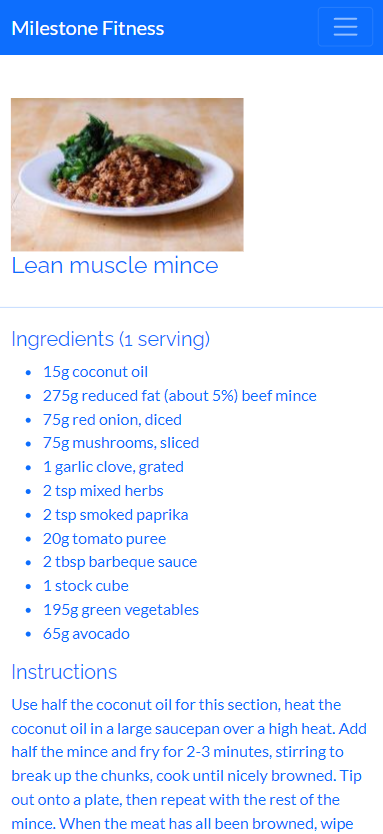 Milestone Fitness
Lean muscle mince
Ingredients (1 serving)
15g coconut oil
275g reduced fat (about 5%) beef mince
75g red onion, diced
75g mushrooms, sliced
1 garlic clove, grated
2 tsp mixed herbs
2 tsp smoked paprika
20g tomato puree
2 tbsp barbeque sauce
1 stock cube
195g green vegetables
65g avocado
Instructions
Use half the coconut oil for this section, heat the
coconut oil in a large saucepan over a high heat. Add
half the mince and fry for 2-3 minutes, stirring to
break up the chunks, cook until nicely browned. Tip
out onto a plate, then repeat with the rest of the
mince. When the meat has all been browned, wipe